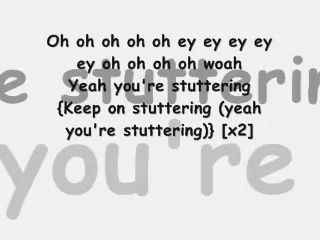 Oh oh oh oh oh ey ey ey ey
ey oh oh oh oh woah
Yeah you're stuttering
{Keep on stuttering (yeah
you're stuttering)} [x2]
e stutterin
you're